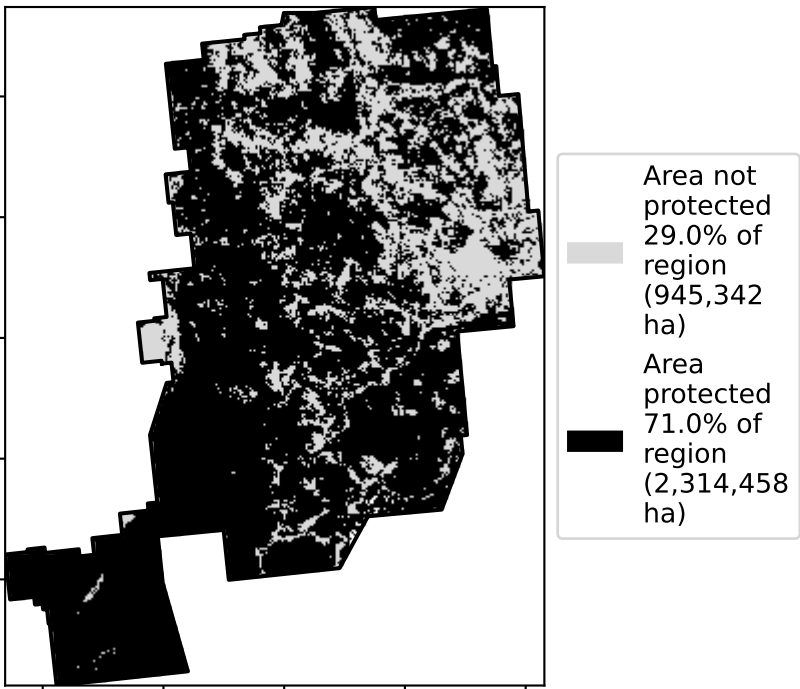 Area not
protected
29.0% of
region
(945,342
ha)
Area
protected
71.0% of
region
(2,314,458
ha)